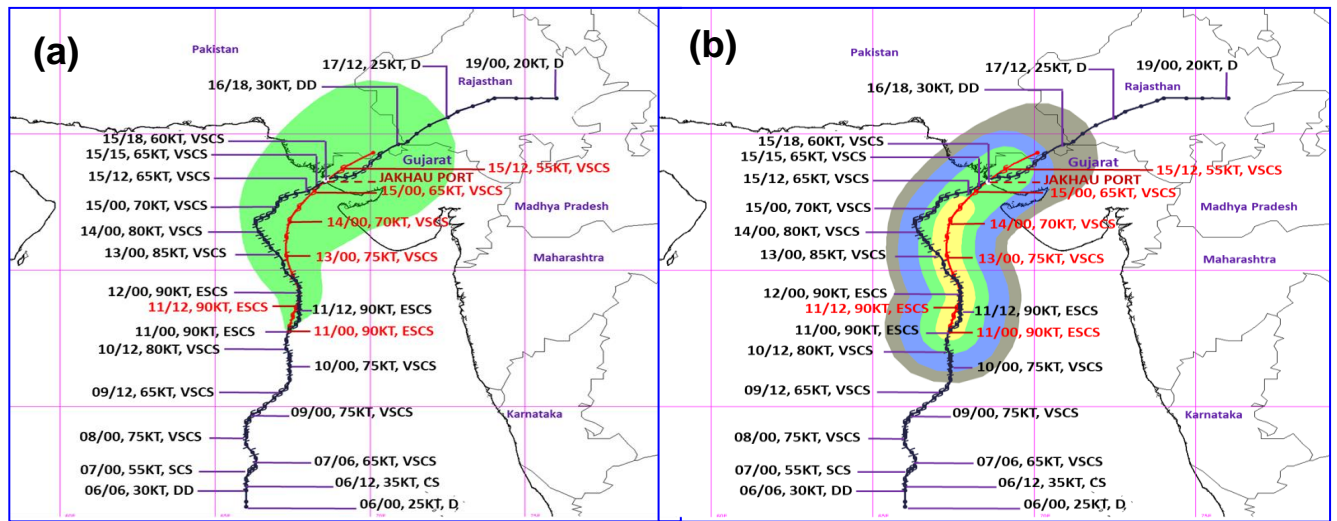 (a)
Pakistan
17/12, 25KT, D
19/00, 20KT, D
Rajasthan
16/18, 30KT, DD
15/18, 60KT, VSCS
15/15, 65KT, VSCS
Gujarat
15/12, 55KT, VSCS
15/12, 65KT, VSCS
JAKHAU PORT
15/00, 65KT, VSCS
15/00, 70KT, VSCS
Madhya Pradesh
14/00, 70KT, VSCS
14/00, 80KT, VSCS
13/00, 85KT, VSCS
13/00, 75KT, VSCS
Maharashtra
12/00, 90KT, ESCS
11/12, 90KT, ESCS
11/12, 90KT, ESCS
11/00, 90KT, ESCS
11/00, 90KT, ESCS
10/12, 80KT, VSCS
10/00, 75KT, VSCS
09/12, 65KT, VSCS
09/00, 75KT, VSCS
Karnataka
08/00, 75KT, VSCS
07/06, 65KT, VSCS
07/00, 55KT, SCS
06/12, 35KT, CS
06/06, 30KT, DD
06/00, 25KT, D
(b)
Pakistan
17/12, 25KT, D
19/00, 20KT, D
Rajasthan
16/18, 30KT, DD
15/18, 60KT, VSCS
15/15, 65KT, VSCS
Gujarat
15/12, 55KT, VSCS
15/12, 65KT, VSCS
JAKHAU PORT
15/00, 65KT, VSCS
15/00, 70KT, VSCS
Madhya Pradesh
14/00, 70KT, VSCS
14/00, 80KT, VSCS
13/00, 85KT, VSCS
13/00, 75KT, VSCS
Maharashtra
12/00, 90KT, ESCS
11/12, 90KT, ESCS
11/12, 90KT, ESCS
11/00, 90KT, ESCS
11/00, 90KT, ESCS
10/12, 80KT, VSCS
10/00, 75KT, VSCS
09/12, 65KT, VSCS
09/00, 75KT, VSCS
Karnataka
08/00, 75KT, VSCS
07/06, 65KT, VSCS
07/00, 55KT, SCS
06/12, 35KT, CS
06/06, 30KT, DD
06/00, 25KT, D